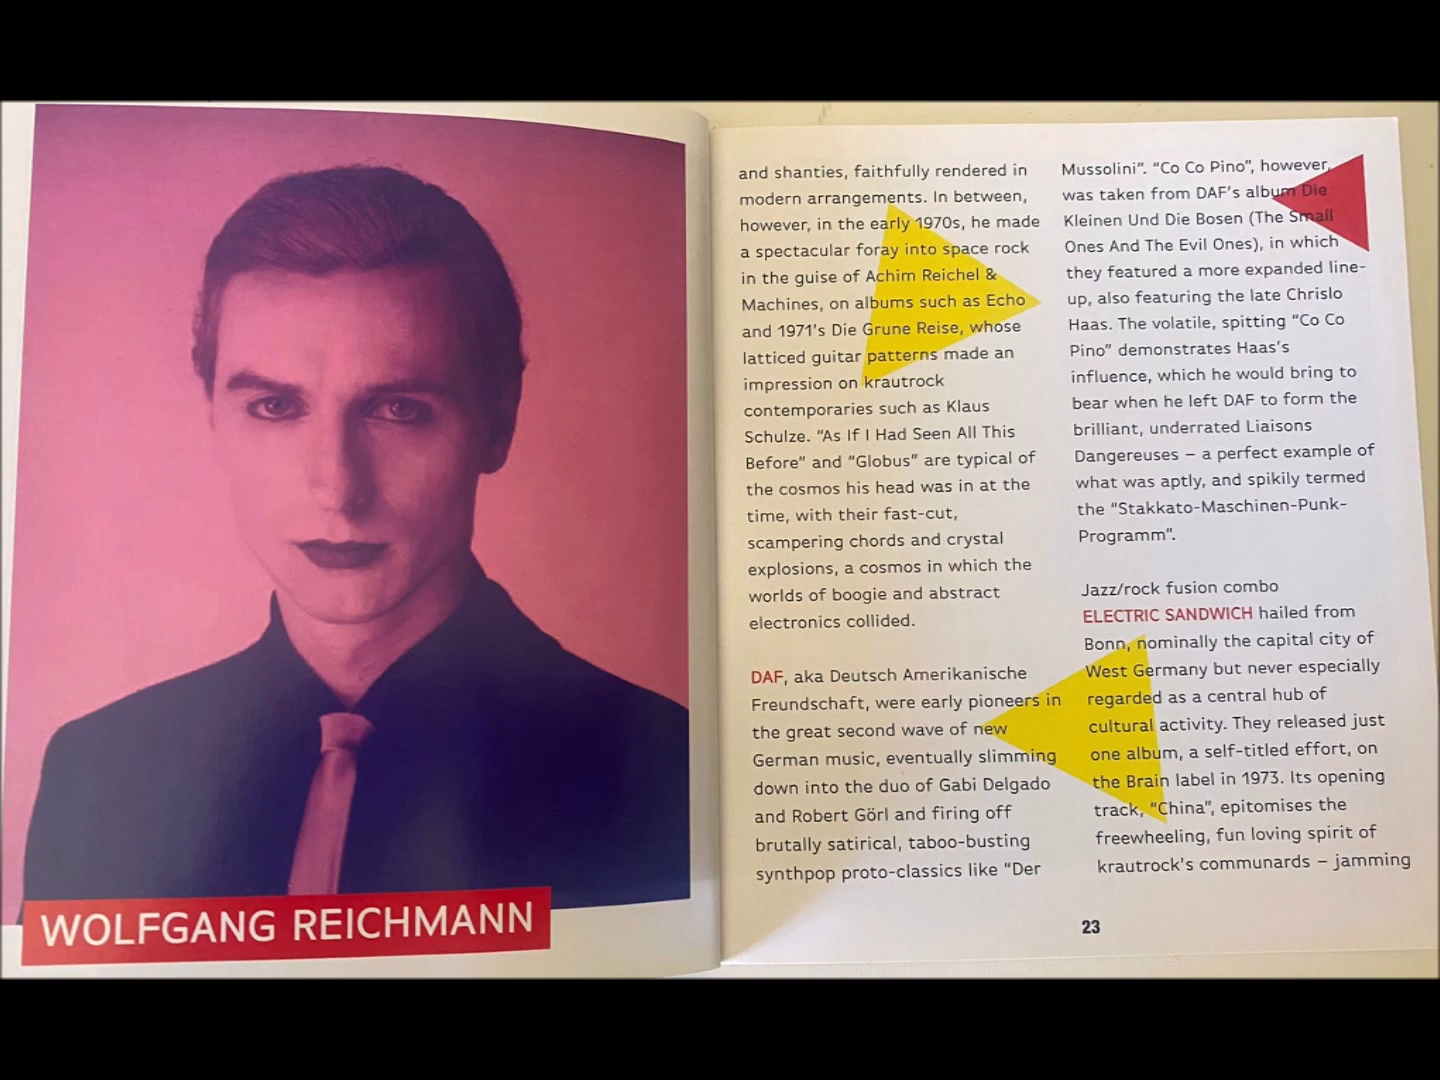 WOLFGANG REICHMANN
and shanties, faithfully rendered in
modern arrangements. In between,
however, in the early 1970s, he made
a spectacular foray into space rock
in the guise of Achim Reichel &
Machines, on albums such as Echo
and 1971's Die Grune Reise, whose
latticed guitar patterns made an
impression on krautrock
contemporaries such as Klaus
Schulze. "As If I Had Seen All This
Before" and "Globus" are typical of
the cosmos his head was in at the
time, with their fast-cut,
scampering chords and crystal
explosions, a cosmos in which the
worlds of boogie and abstract
electronics collided.
DAF, aka Deutsch Amerikanische
Freundschaft, were early pioneers in
the great second wave of new
German music, eventually slimming
down into the duo of Gabi Delgado
and Robert Görl and firing off
brutally satirical, taboo-busting
synthpop proto-classics like "Der
Mussolini". "Co Co Pino", however,
was taken from DAF's album Die
Kleinen Und Die Bosen (The Small
Ones And The Evil Ones), in which
they featured a more expanded line-
up, also featuring the late Chrislo
Haas. The volatile, spitting "Co Co
Pino" demonstrates Haas's
influence, which he would bring to
bear when he left DAF to form the
brilliant, underrated Liaisons
Dangereuses – a perfect example of
what was aptly, and spikily termed
the "Stakkato-Maschinen-Punk-
Programm".
Jazz/rock fusion combo
ELECTRIC SANDWICH hailed from
Bonn, nominally the capital city of
West Germany but never especially
regarded as a central hub of
cultural activity. They released just
one album, a self-titled effort, on
the Brain label in 1973. Its opening
track, "China", epitomises the
freewheeling, fun loving spirit of
krautrock's communards – jamming
23